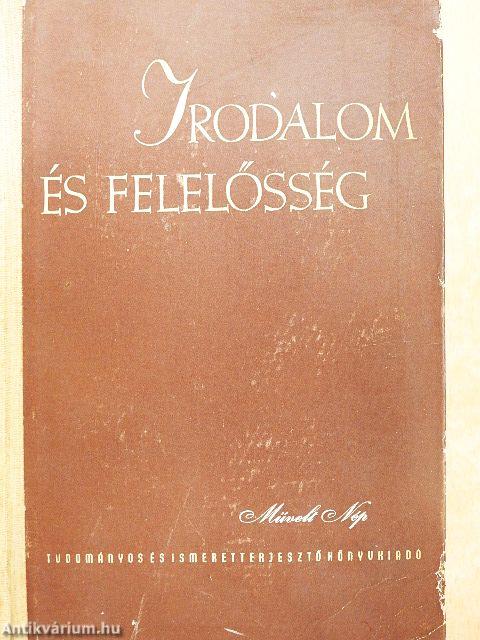 IRODALOM
ÉS FELELŐSSÉG
Művelt Nép
TUDOMÁNYOS ÉS ISMERETTERJESZTŐ KÖNYVKIADÓ
Antikvárium.hu